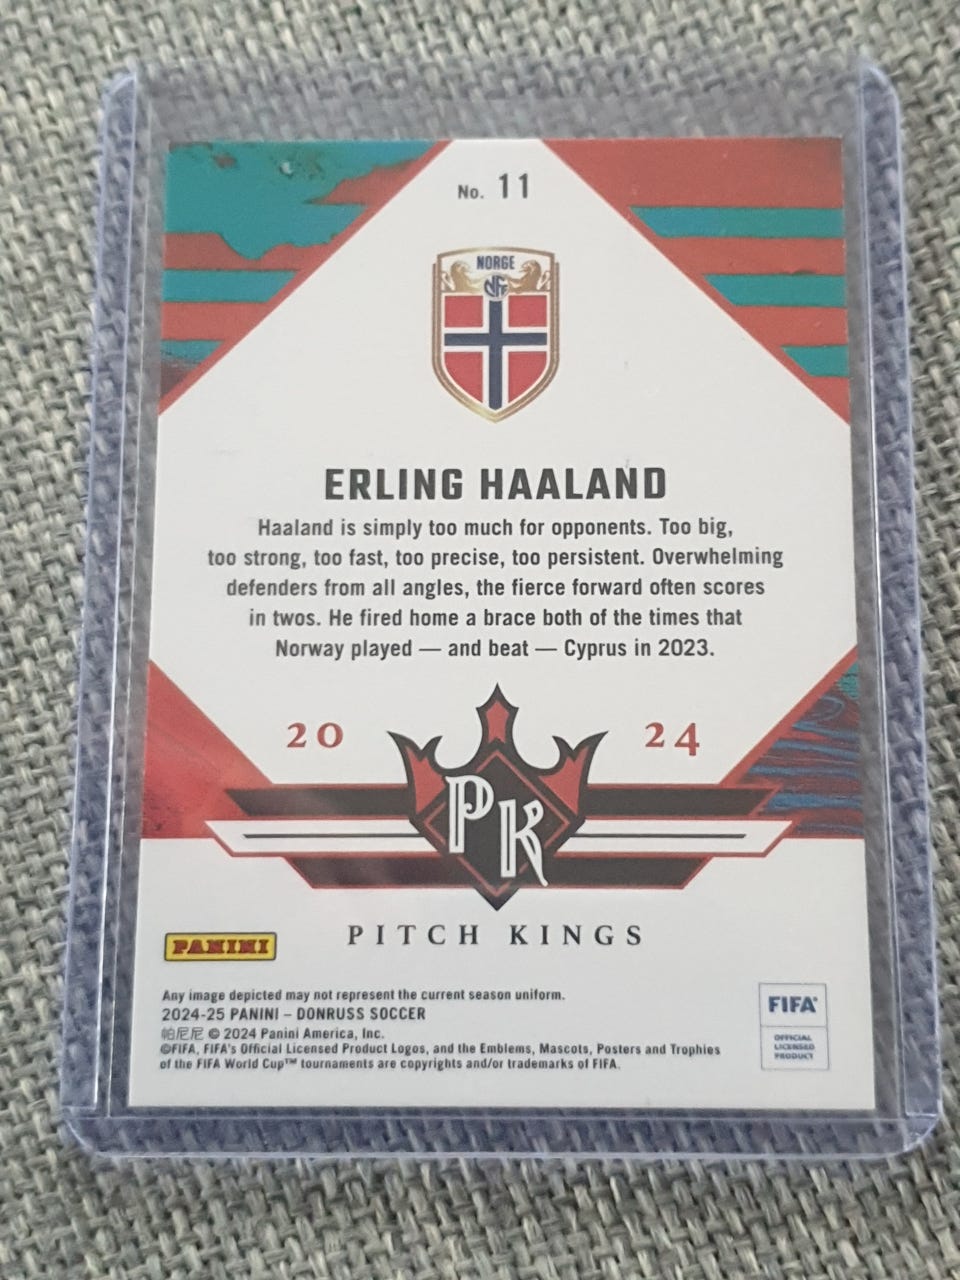 No. 11
NORGE
NFF
ERLING HAALAND
Haaland is simply too much for opponents. Too big,
too strong, too fast, too precise, too persistent. Overwhelming
defenders from all angles, the fierce forward often scores
in twos. He fired home a brace both of the times that
Norway played — and beat — Cyprus in 2023.
20 24
PK
PITCH KINGS
PANINI
Any image depicted may not represent the current season uniform.
2024-25 PANINI – DONRUSS SOCCER
帕尼尼 © 2024 Panini America, Inc.
©FIFA, FIFA's Official Licensed Product Logos, and the Emblems, Mascots, Posters and Trophies
of the FIFA World Cup™ tournaments are copyrights and/or trademarks of FIFA.
FIFA®
OFFICIAL
LICENSED
PRODUCT